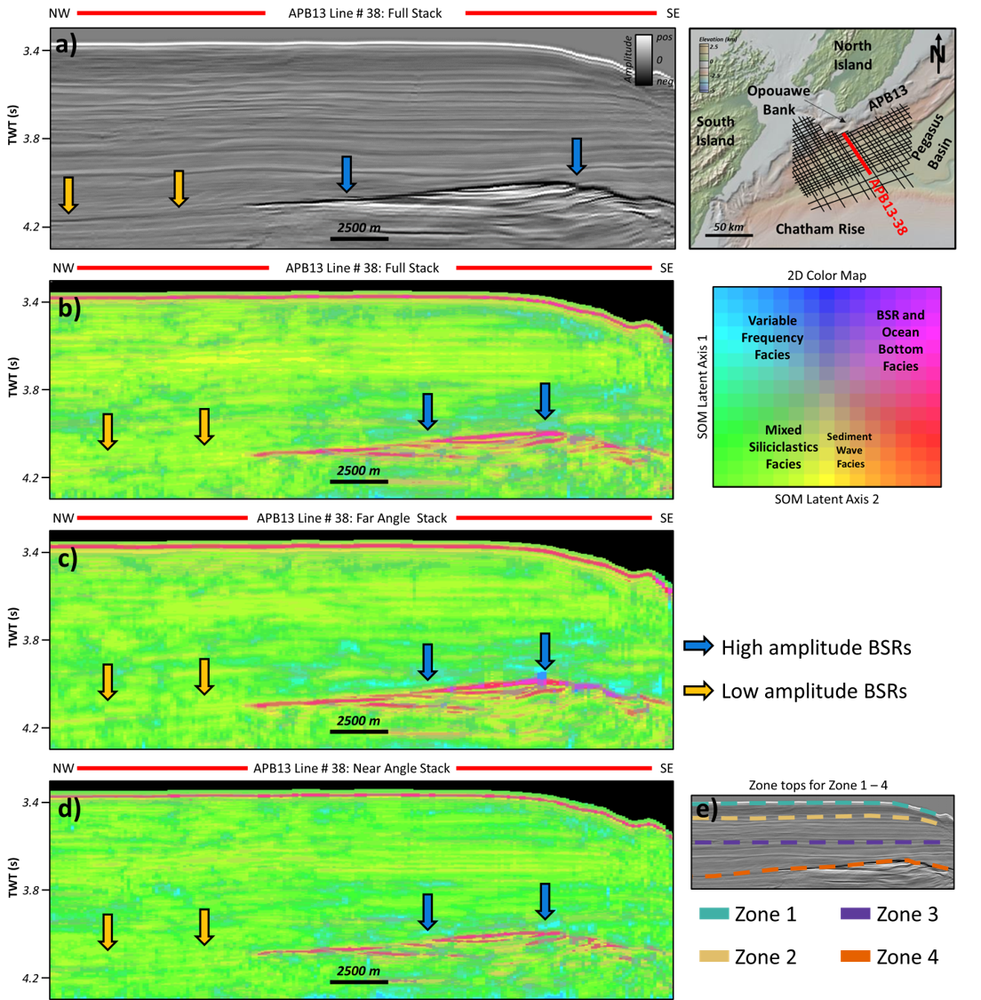 NW
APB13 Line # 38: Full Stack
SE
a)
TWT (s)
3.4
3.8
4.2
Amplitude
pos
0
neg
2500 m
Elevation (km)
2.5
0
-2.5
North
Island
N
Opouawe
Bank
APB13
South
Island
Pegasus
Basin
APB13-38
50 km
Chatham Rise
NW
APB13 Line # 38: Full Stack
SE
b)
TWT (s)
3.4
3.8
4.2
2500 m
2D Color Map
SOM Latent Axis 1
Variable
Frequency
Facies
BSR and
Ocean
Bottom
Facies
Mixed
Siliciclastics
Facies
Sediment
Wave
Facies
SOM Latent Axis 2
NW
APB13 Line # 38: Far Angle Stack
SE
c)
TWT (s)
3.4
3.8
4.2
2500 m
High amplitude BSRs
Low amplitude BSRs
NW
APB13 Line # 38: Near Angle Stack
SE
d)
TWT (s)
3.4
3.8
4.2
2500 m
Zone tops for Zone 1 – 4
e)
Zone 1
Zone 3
Zone 2
Zone 4